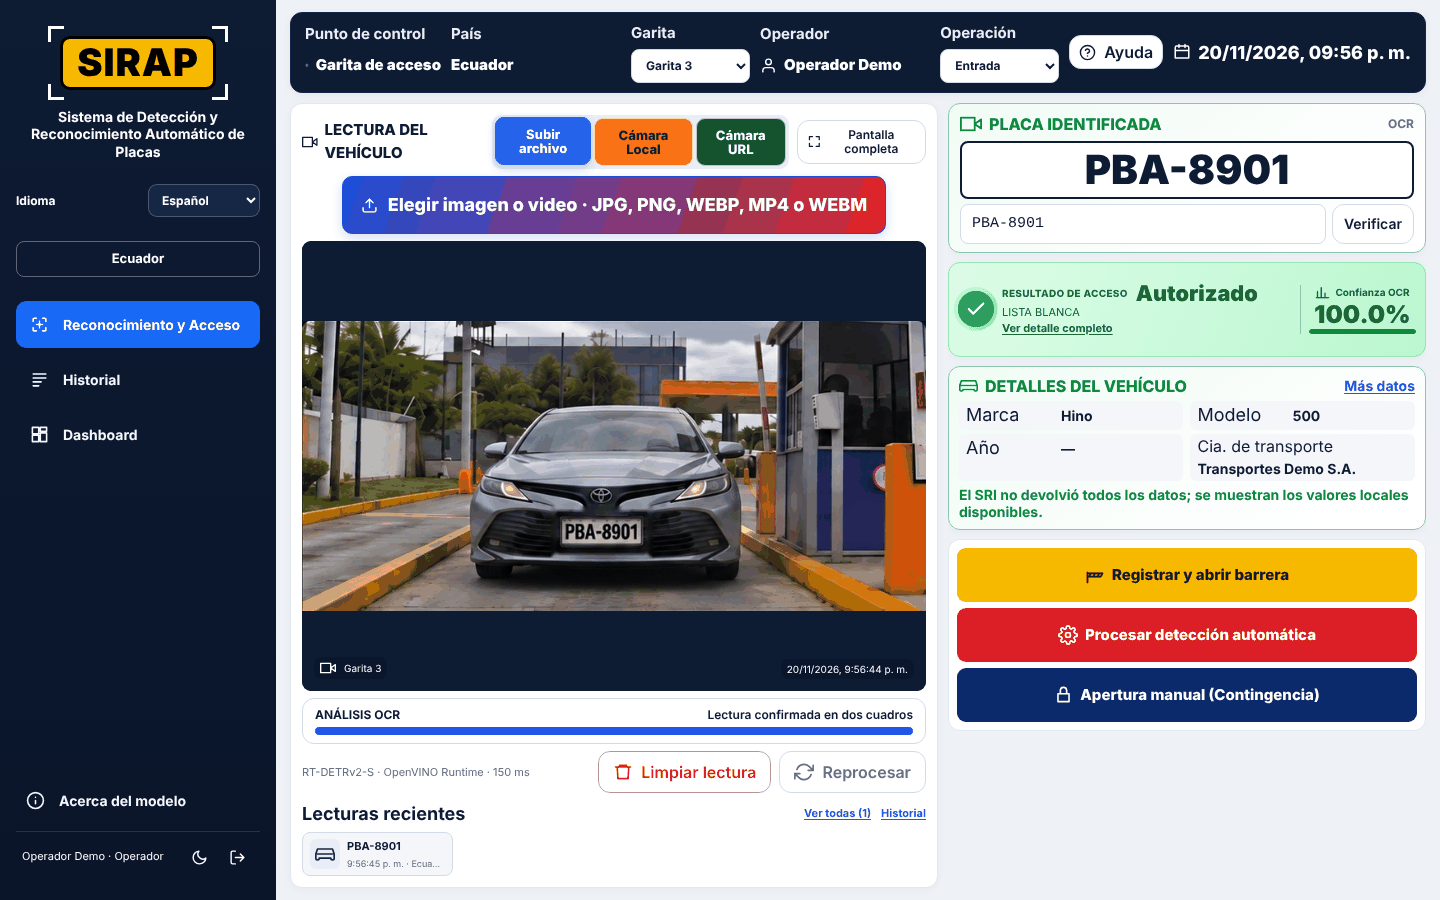 SIRAP
Sistema de Detección y
Reconocimiento Automático de
Placas
Idioma
Español
Ecuador
Reconocimiento y Acceso
Historial
Dashboard
Acerca del modelo
Operador Demo · Operador
Punto de control
Garita de acceso
País
Ecuador
Garita
Garita 3
Operador
Operador Demo
Operación
Entrada
Ayuda
20/11/2026, 09:56 p. m.
LECTURA DEL
VEHÍCULO
Subir
archivo
Cámara
Local
Cámara
URL
Pantalla
completa
Elegir imagen o video · JPG, PNG, WEBP, MP4 o WEBM
PBA-8901
Garita 3
20/11/2026, 9:56:44 p. m.
ANÁLISIS OCR
Lectura confirmada en dos cuadros
RT-DETRv2-S · OpenVINO Runtime · 150 ms
Limpiar lectura
Reprocesar
Lecturas recientes
Ver todas (1)
Historial
PBA-8901
9:56:45 p. m. · Ecua...
PLACA IDENTIFICADA
OCR
PBA-8901
PBA-8901
Verificar
RESULTADO DE ACCESO Autorizado
LISTA BLANCA
Ver detalle completo
Confianza OCR
100.0%
DETALLES DEL VEHÍCULO
Más datos
Marca Hino
Modelo 500
Año —
Cia. de transporte
Transportes Demo S.A.
El SRI no devolvió todos los datos; se muestran los valores locales
disponibles.
Registrar y abrir barrera
Procesar detección automática
Apertura manual (Contingencia)